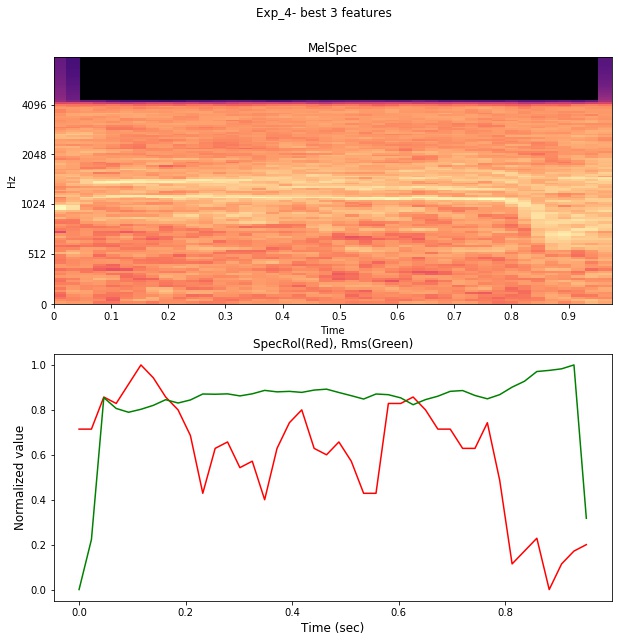 Exp_4- best 3 features
MelSpec
4096
2048
1024
512
0
Hz
0 0.1 0.2 0.3 0.4 0.5 0.6 0.7 0.8 0.9
Time
SpecRol(Red), Rms(Green)
1.0
0.8
0.6
0.4
0.2
0.0
Normalized value
0.0 0.2 0.4 0.6 0.8
Time (sec)